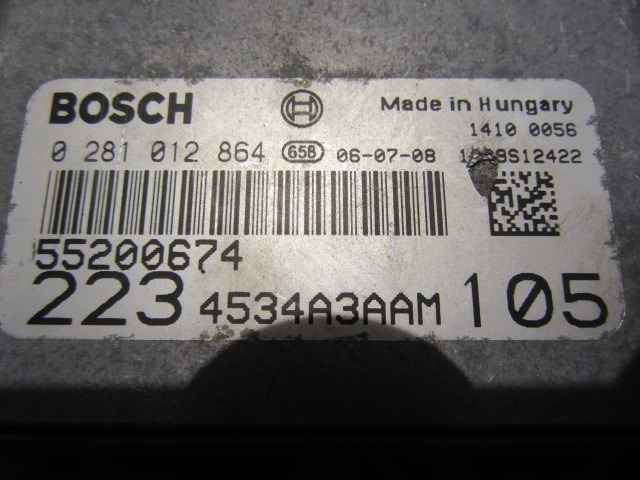 BOSCH Made in Hungary
1410 0056
0 281 012 864 658 06-07-08
55200674
223 4534A3AAM 105